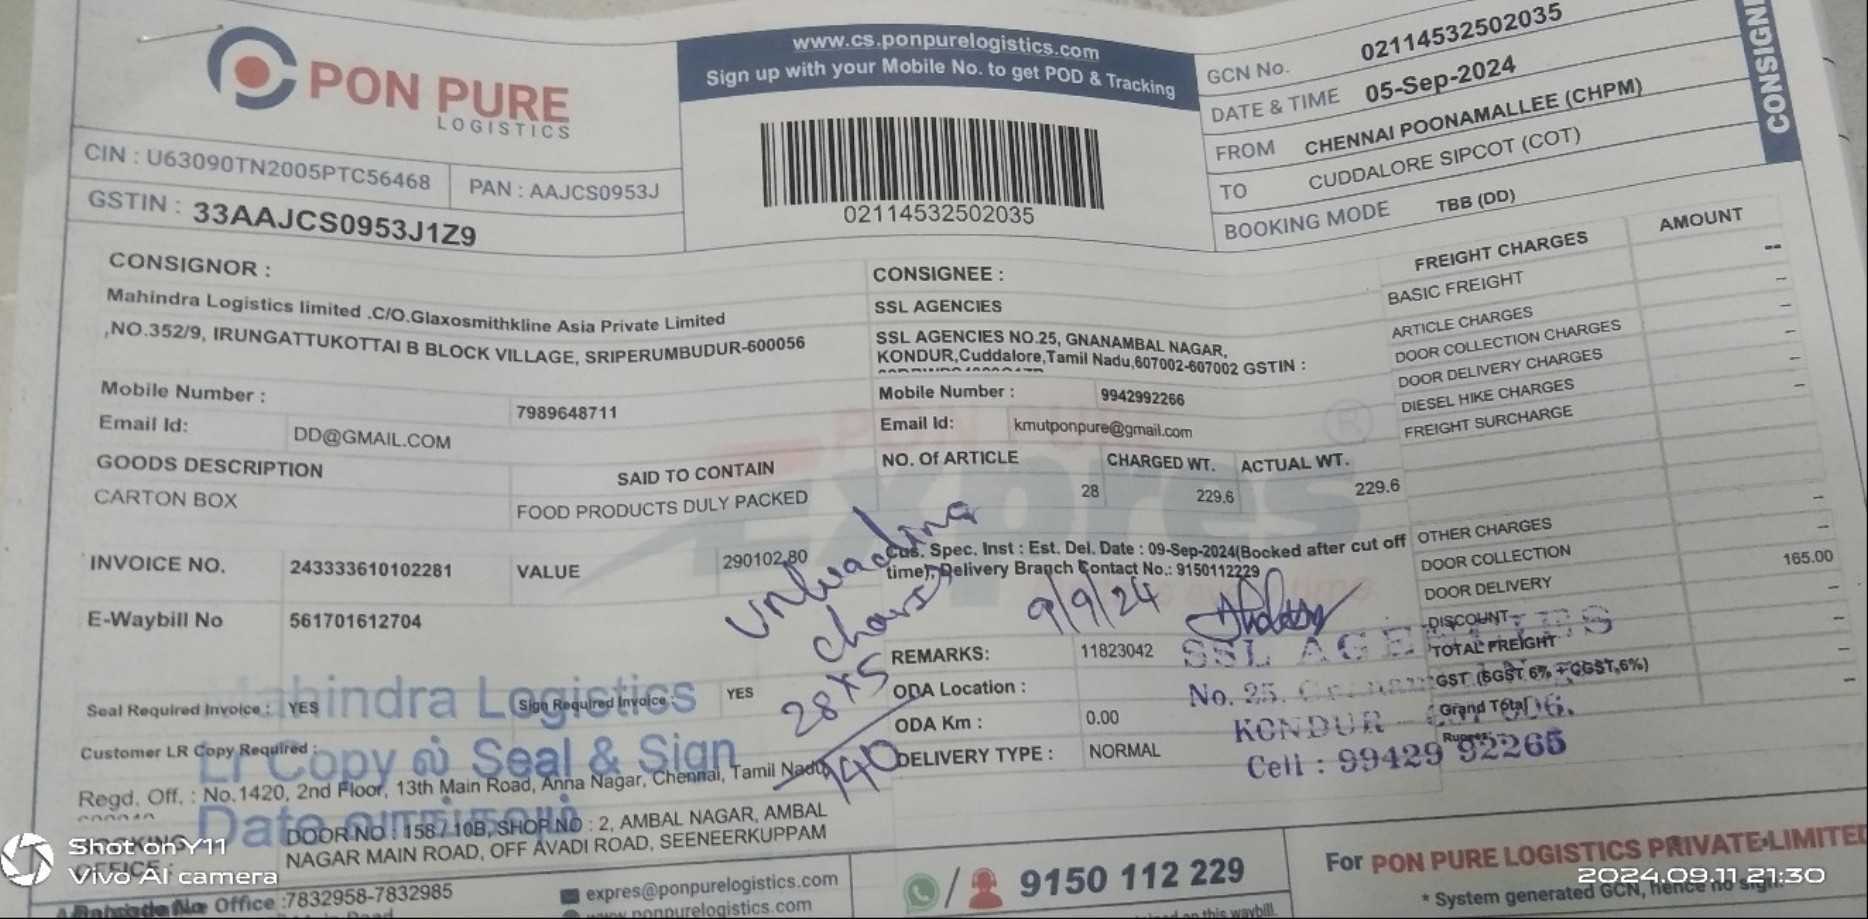 PON PURE
LOGISTICS
www.cs.ponpurelogistics.com
Sign up with your Mobile No. to get POD & Tracking
02114532502035
GCN No. 02114532502035
DATE & TIME 05-Sep-2024
FROM CHENNAI POONAMALLEE (CHPM)
TO CUDDALORE SIPCOT (COT)
BOOKING MODE TBB (DD)
CONSIGN
CIN : U63090TN2005PTC56468 PAN : AAJCS0953J
GSTIN : 33AAJCS0953J1Z9
CONSIGNOR :
Mahindra Logistics limited .C/O.Glaxosmithkline Asia Private Limited
,NO.352/9, IRUNGATTUKOTTAI B BLOCK VILLAGE, SRIPERUMBUDUR-600056
Mobile Number : 7989648711
Email Id: DD@GMAIL.COM
CONSIGNEE :
SSL AGENCIES
SSL AGENCIES NO.25, GNANAMBAL NAGAR,
KONDUR,Cuddalore,Tamil Nadu,607002-607002 GSTIN :
Mobile Number : 9942992266
Email Id: kmutponpure@gmail.com
GOODS DESCRIPTION SAID TO CONTAIN
CARTON BOX FOOD PRODUCTS DULY PACKED
NO. Of ARTICLE CHARGED WT. ACTUAL WT.
28 229.6 229.6
FREIGHT CHARGES AMOUNT
BASIC FREIGHT --
ARTICLE CHARGES --
DOOR COLLECTION CHARGES --
DOOR DELIVERY CHARGES --
DIESEL HIKE CHARGES --
FREIGHT SURCHARGE --
OTHER CHARGES --
DOOR COLLECTION --
DOOR DELIVERY 165.00
DISCOUNT --
TOTAL FREIGHT --
GST (SGST 6% + CGST,6%) --
Grand Total --
INVOICE NO. 243333610102281 VALUE 290102.80
E-Waybill No 561701612704
Cus. Spec. Inst : Est. Del. Date : 09-Sep-2024(Booked after cut off
time), Delivery Branch Contact No.: 9150112229
unloading
9/9/24
28 x 5
140
REMARKS: 11823042
ODA Location :
ODA Km : 0.00
DELIVERY TYPE : NORMAL
SSL AGENCIES
No. 25.
KONDUR
Cell : 99429 92265
Seal Required Invoice : YES Sign Required Invoice : YES
Mahindra Logistics
Customer LR Copy Required :
Lr Copy ல் Seal & Sign
Date வாங்கவும்
Regd. Off. : No.1420, 2nd Floor, 13th Main Road, Anna Nagar, Chennai, Tamil Nadu
BOOKING OFFICE : DOOR NO : 158 / 10B, SHOP NO : 2, AMBAL NAGAR, AMBAL
NAGAR MAIN ROAD, OFF AVADI ROAD, SEENEERKUPPAM
Office :7832958-7832985
expres@ponpurelogistics.com
www.ponpurelogistics.com
9150 112 229
For PON PURE LOGISTICS PRIVATE LIMITED
* System generated GCN, hence no sign.
Shot on Y11
Vivo AI camera
2024.09.11 21:30